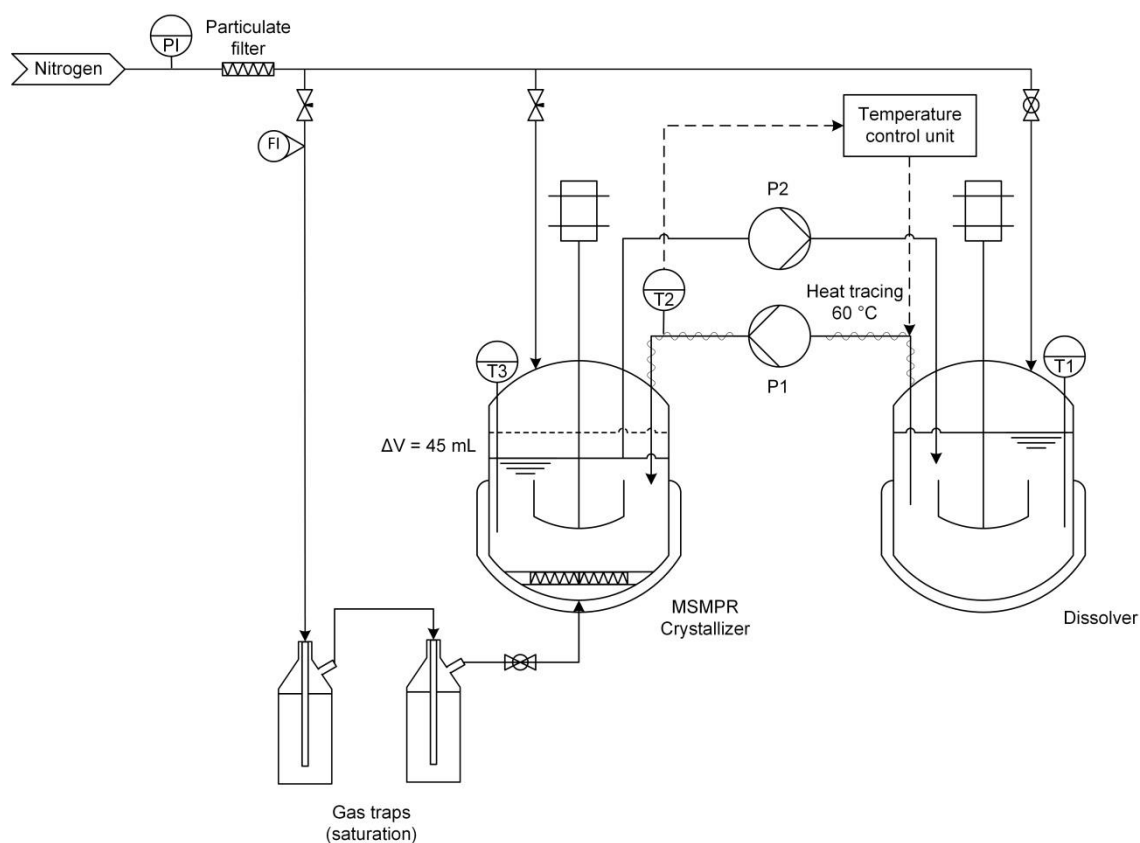 Particulate
filter
PI
Nitrogen
Temperature
control unit
FI
P2
T2
Heat tracing
60 °C
T3
T1
P1
ΔV = 45 mL
MSMPR
Crystallizer
Dissolver
Gas traps
(saturation)